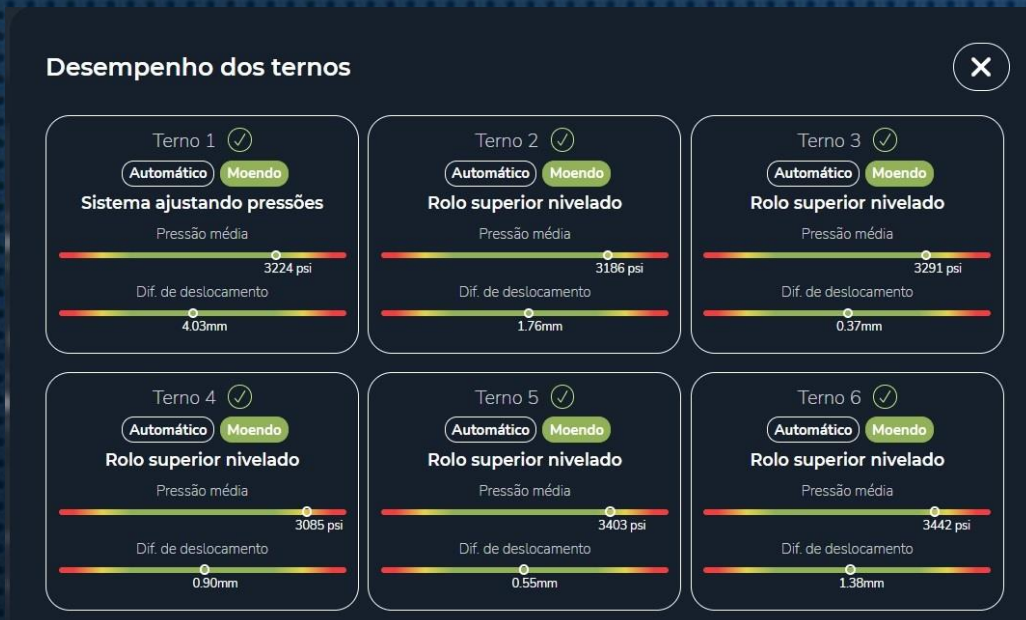 Desempenho dos ternos
Terno 1
Automático Moendo
Sistema ajustando pressões
Pressão média
3224 psi
Dif. de deslocamento
4.03mm
Terno 2
Automático Moendo
Rolo superior nivelado
Pressão média
3186 psi
Dif. de deslocamento
1.76mm
Terno 3
Automático Moendo
Rolo superior nivelado
Pressão média
3291 psi
Dif. de deslocamento
0.37mm
Terno 4
Automático Moendo
Rolo superior nivelado
Pressão média
3085 psi
Dif. de deslocamento
0.90mm
Terno 5
Automático Moendo
Rolo superior nivelado
Pressão média
3403 psi
Dif. de deslocamento
0.55mm
Terno 6
Automático Moendo
Rolo superior nivelado
Pressão média
3442 psi
Dif. de deslocamento
1.38mm